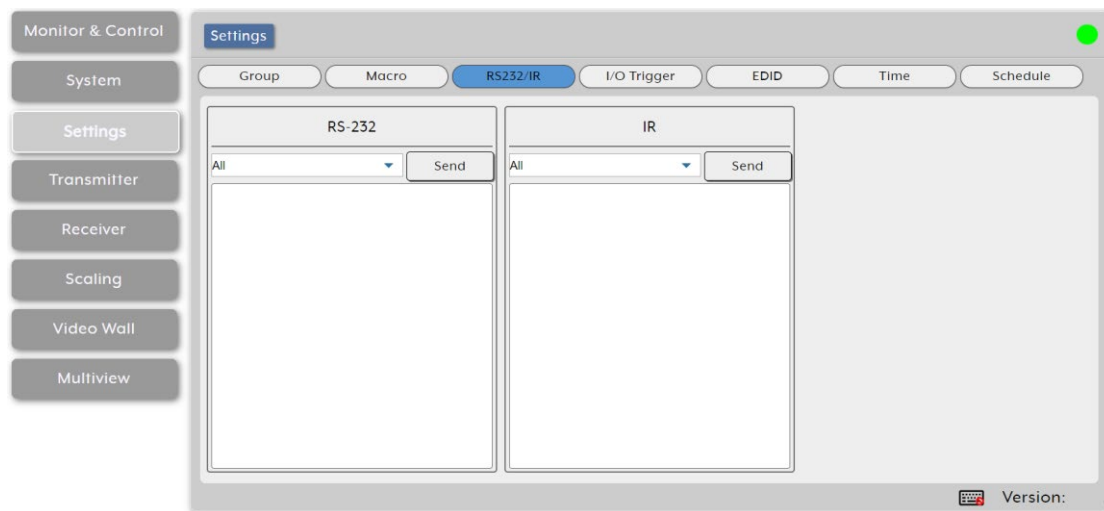 Monitor & Control
System
Settings
Transmitter
Receiver
Scaling
Video Wall
Multiview
Settings
Group Macro RS232/IR I/O Trigger EDID Time Schedule
RS-232
All Send
IR
All Send
Version: